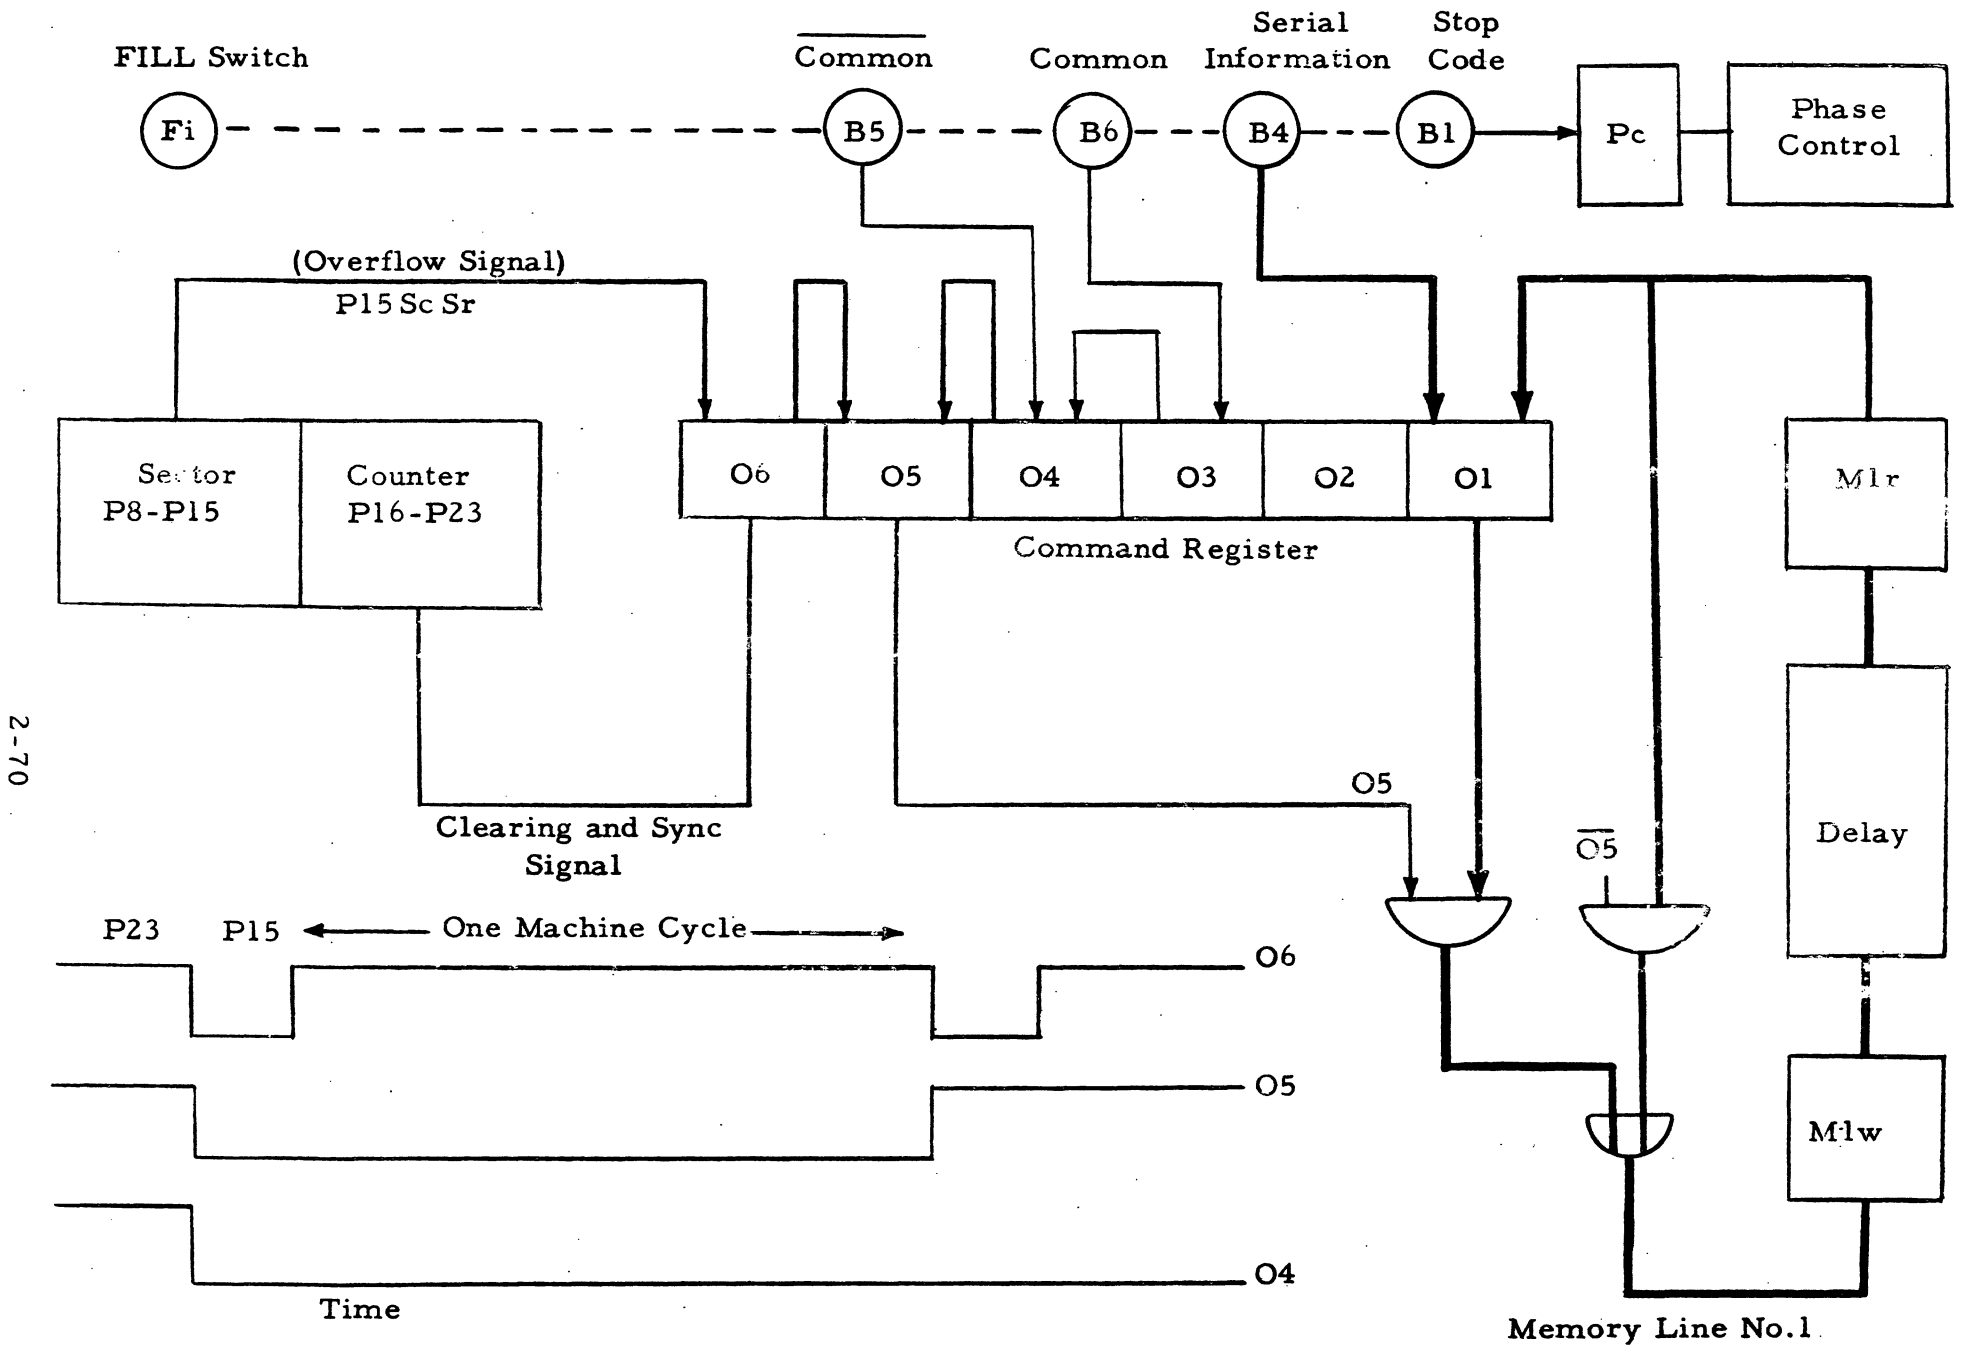 FILL Switch
Common
Common
Serial
Information
Stop
Code
Fi
B5
B6
B4
B1
Pc
Phase
Control
(Overflow Signal)
P15 Sc Sr
Sector
P8-P15
Counter
P16-P23
O6
O5
O4
O3
O2
O1
M1r
Command Register
2-70
O5
Clearing and Sync
Signal
O5
Delay
P23
P15
One Machine Cycle
O6
O5
M1w
O4
Time
Memory Line No.1